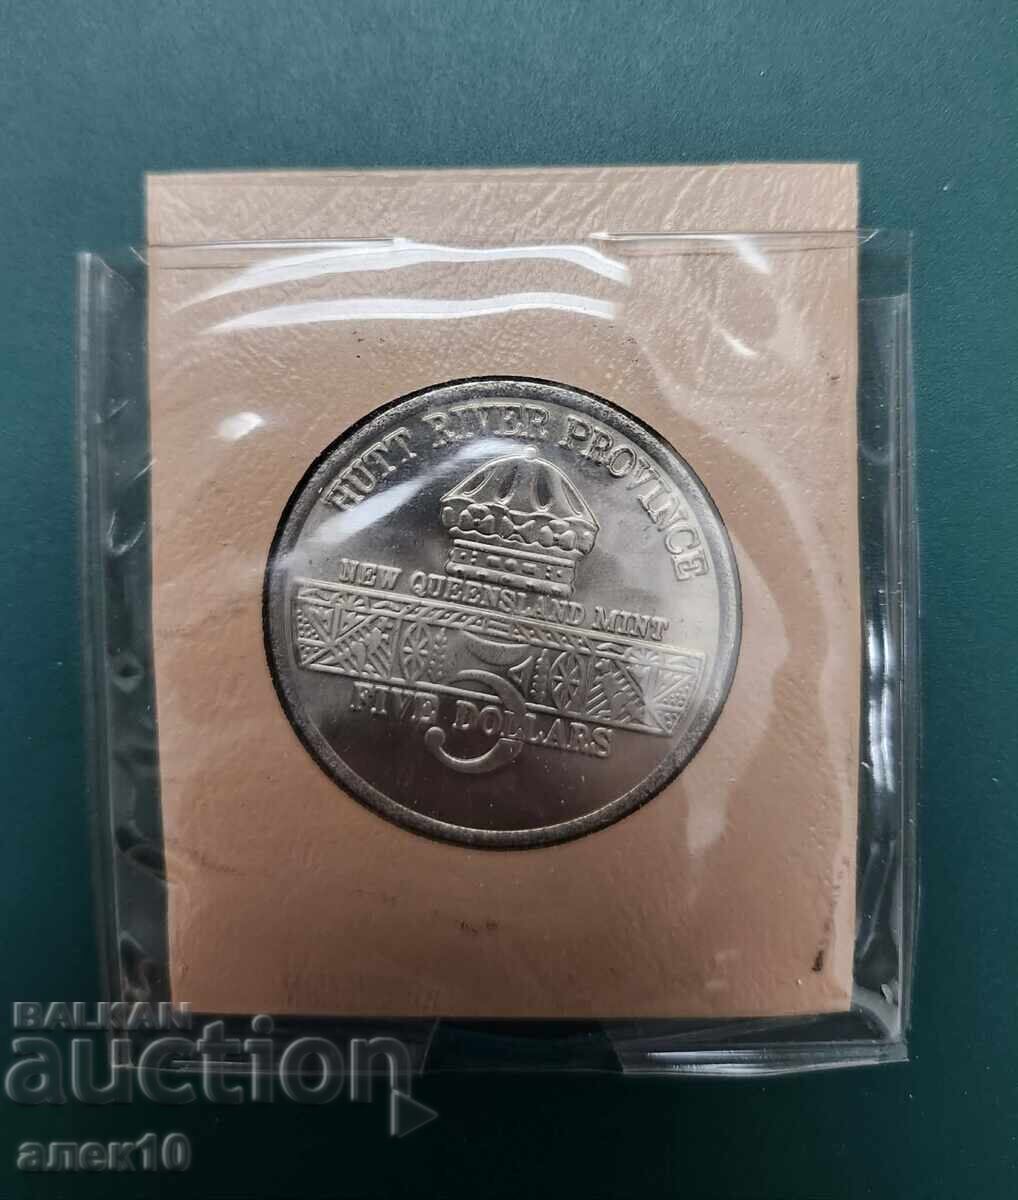 HUTT RIVER PROVINCE
NEW QUEENSLAND MINT
5
FIVE DOLLARS
BALKAN
auction
алек10